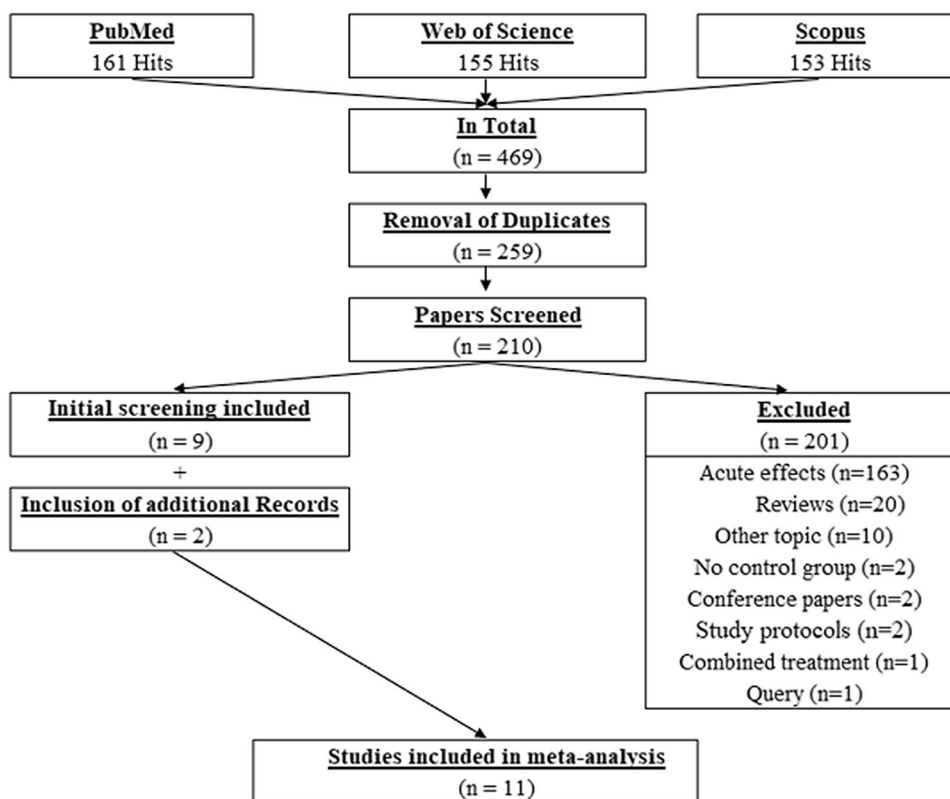 PubMed
161 Hits
Web of Science
155 Hits
Scopus
153 Hits
In Total
(n = 469)
Removal of Duplicates
(n = 259)
Papers Screened
(n = 210)
Initial screening included
(n = 9)
+
Inclusion of additional Records
(n = 2)
Excluded
(n = 201)
Acute effects (n=163)
Reviews (n=20)
Other topic (n=10)
No control group (n=2)
Conference papers (n=2)
Study protocols (n=2)
Combined treatment (n=1)
Query (n=1)
Studies included in meta-analysis
(n = 11)